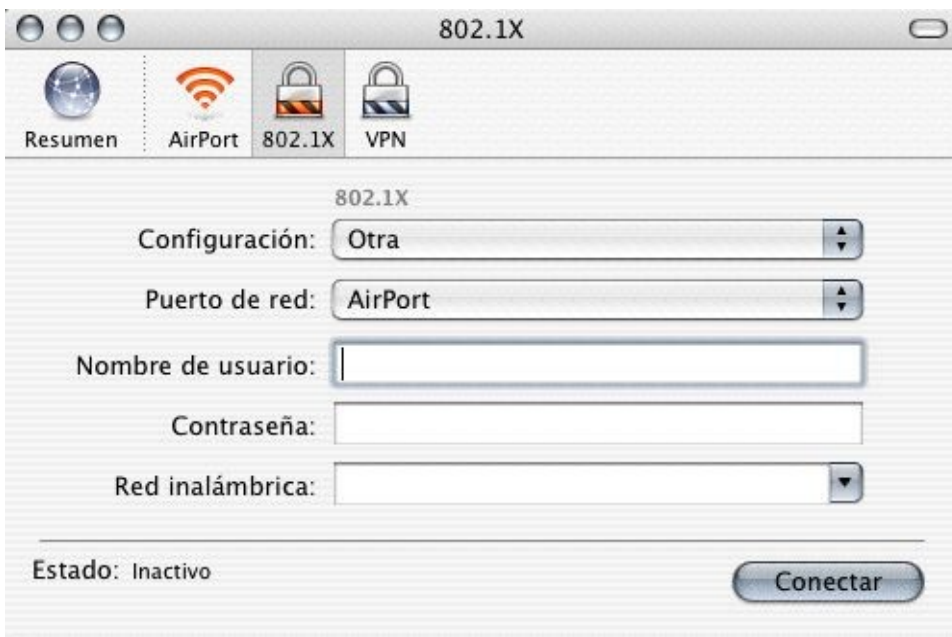 802.1X
Resumen AirPort 802.1X VPN
802.1X
Configuración: Otra
Puerto de red: AirPort
Nombre de usuario:
Contraseña:
Red inalámbrica:
Estado: Inactivo
Conectar